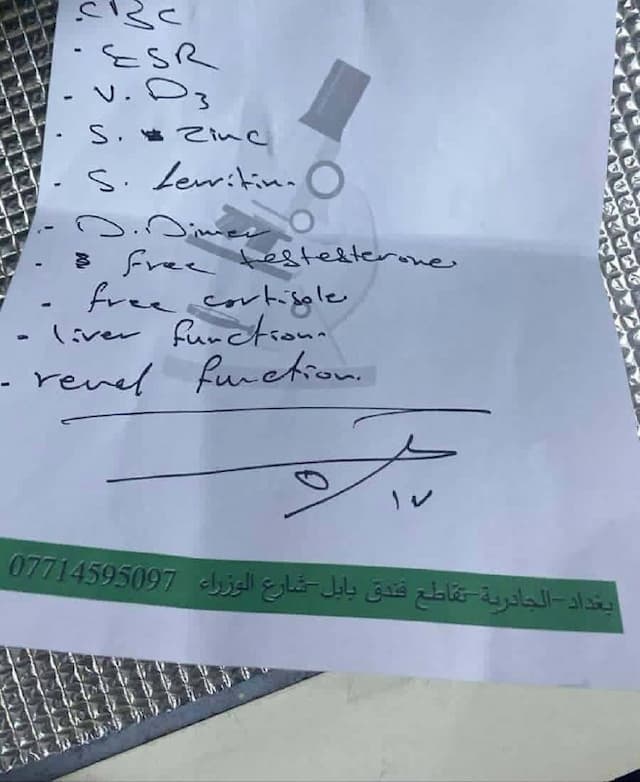 . CBC
- ESR
- V. D3
- S. Zinc
- S. ferritin.
- D. Dimer
- free testesterone
- free cortisole
- liver function.
- renel function.
١٧
بغداد-الجادرية-تقاطع فندق بابل-شارع الوزراء 07714595097